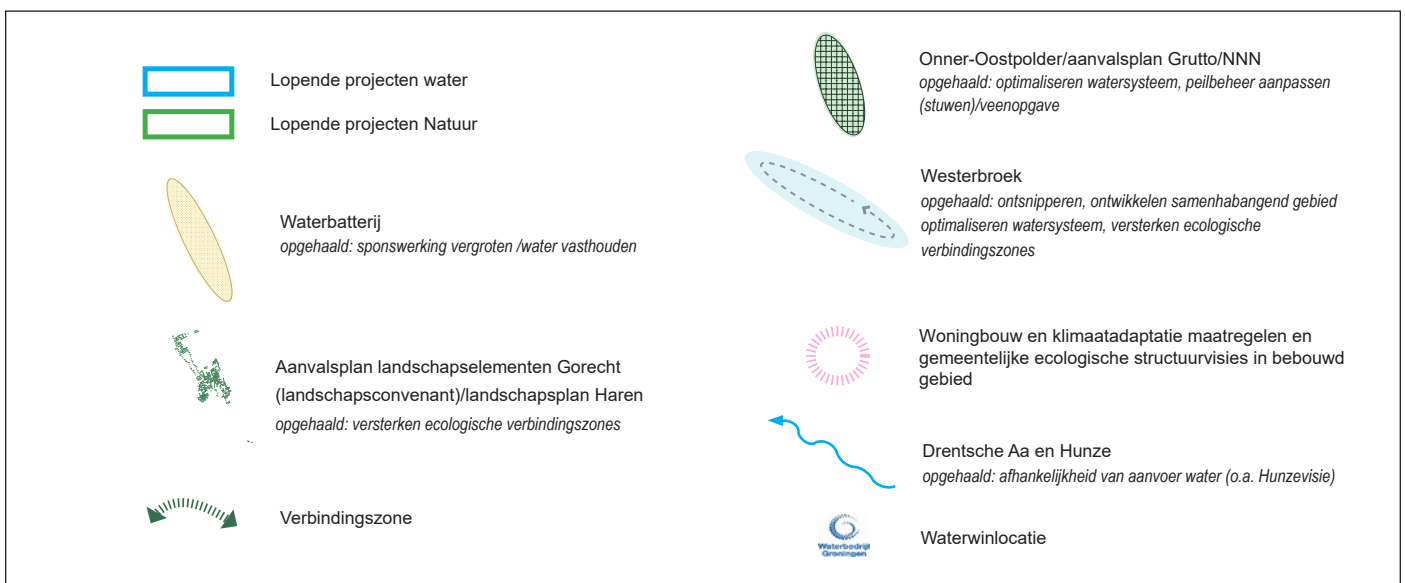 Lopende projecten water
Lopende projecten Natuur
Waterbatterij
opgehaald: sponswerking vergroten /water vasthouden
Aanvalsplan landschapselementen Gorecht
(landschapsconvenant)/landschapsplan Haren
opgehaald: versterken ecologische verbindingszones
Verbindingszone
Onner-Oostpolder/aanvalsplan Grutto/NNN
opgehaald: optimaliseren watersysteem, peilbeheer aanpassen
(stuwen)/veenopgave
Westerbroek
opgehaald: ontsnipperen, ontwikkelen samenhabangend gebied
optimaliseren watersysteem, versterken ecologische
verbindingszones
Woningbouw en klimaatadaptatie maatregelen en
gemeentelijke ecologische structuurvisies in bebouwd
gebied
Drentsche Aa en Hunze
opgehaald: afhankelijkheid van aanvoer water (o.a. Hunzevisie)
Waterbedrijf
Groningen
Waterwinlocatie